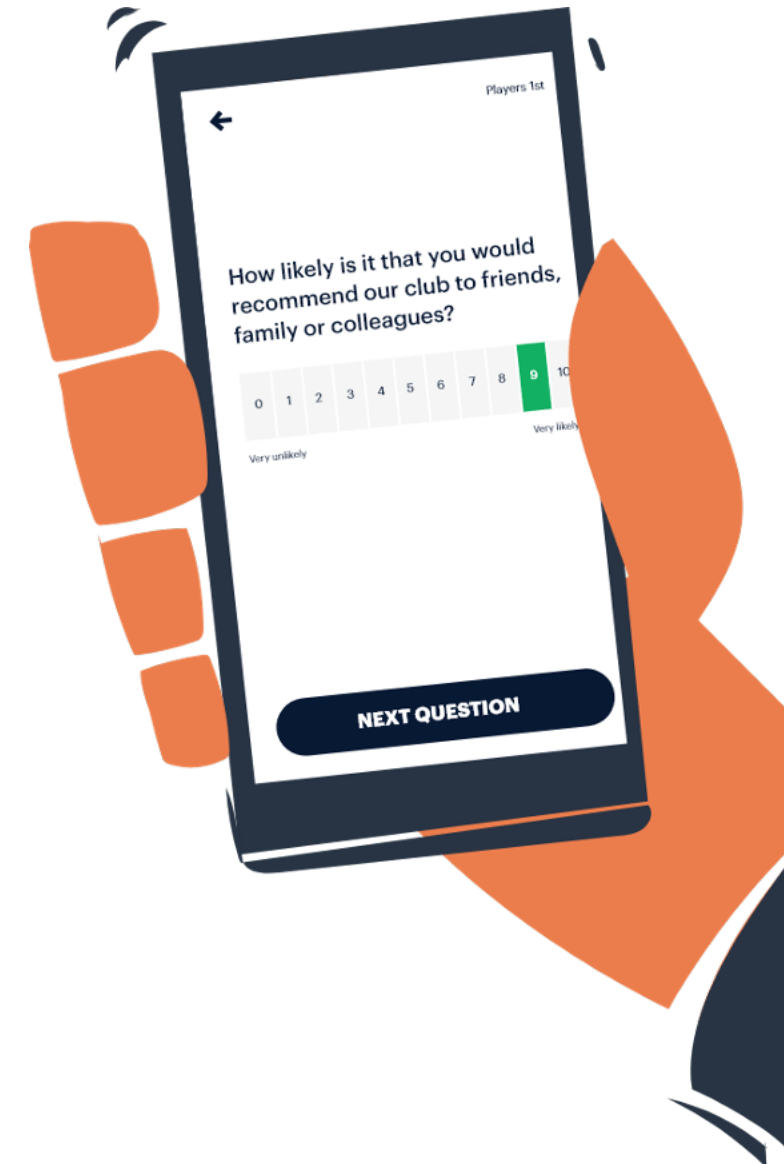 Players 1st
How likely is it that you would
recommend our club to friends,
family or colleagues?
0 1 2 3 4 5 6 7 8 9 10
Very unlikely Very likely
NEXT QUESTION